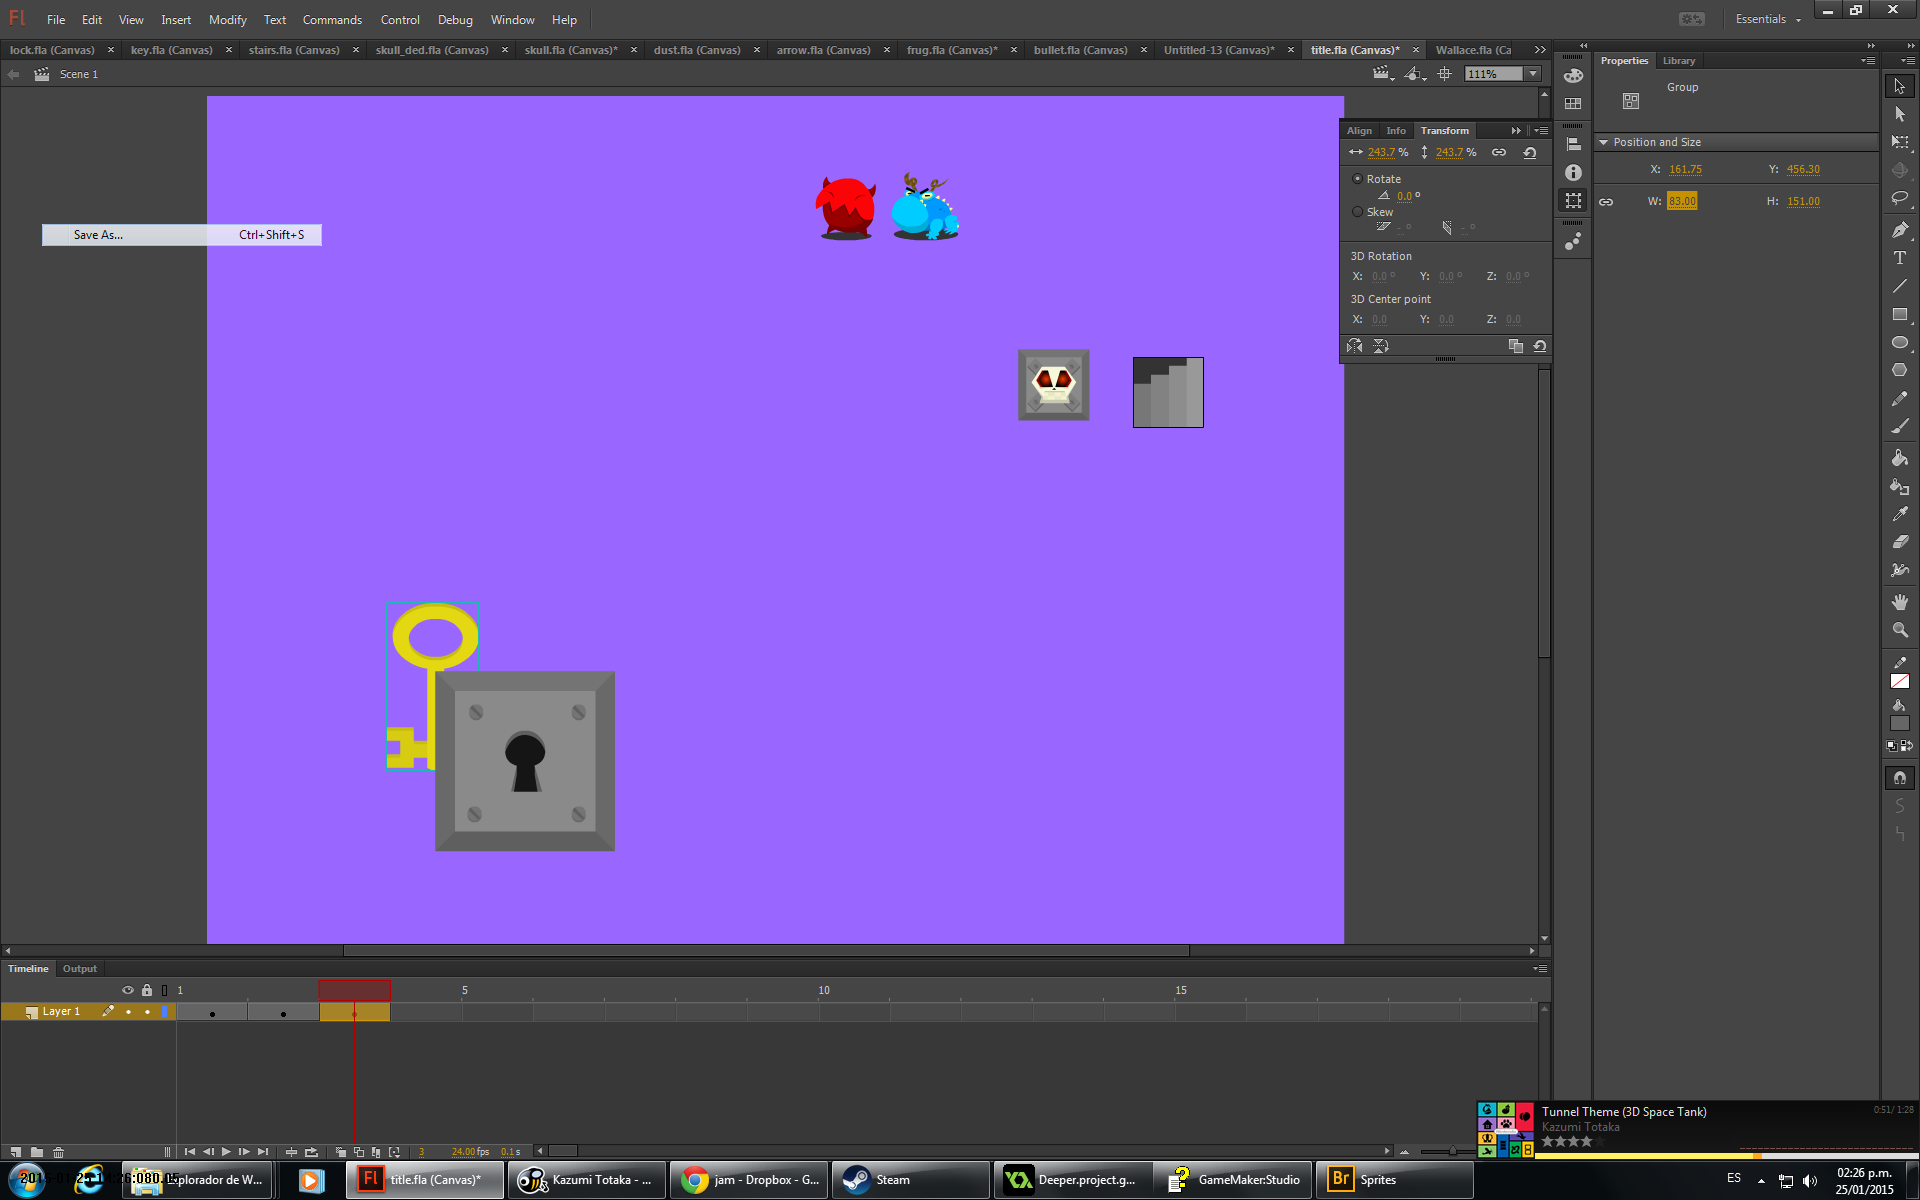 Fl File Edit View Insert Modify Text Commands Control Debug Window Help Essentials
lock.fla (Canvas) × key.fla (Canvas) × stairs.fla (Canvas) × skull_ded.fla (Canvas) × skull.fla (Canvas)* × dust.fla (Canvas) × arrow.fla (Canvas) × frug.fla (Canvas)* × bullet.fla (Canvas) × Untitled-13 (Canvas)* × title.fla (Canvas)* × Wallace.fla (Ca
Scene 1
111%
Properties Library
Group
Position and Size
X: 161.75 Y: 456.30
W: 83.00 H: 151.00
Align Info Transform
243.7 % 243.7 %
Rotate
0.0 °
Skew
- ° - °
3D Rotation
X: 0.0 ° Y: 0.0 ° Z: 0.0 °
3D Center point
X: 0.0 Y: 0.0 Z: 0.0
Save As... Ctrl+Shift+S
Timeline Output
1 5 10 15
Layer 1
3 24.00 fps 0.1 s
Tunnel Theme (3D Space Tank)
0:51/ 1:28
Kazumi Totaka
Explorador de W...
Fl title.fla (Canvas)*
Kazumi Totaka - ...
jam - Dropbox - G...
Steam
Deeper.project.g...
GameMaker:Studio
Br Sprites
ES
02:26 p.m.
25/01/2015